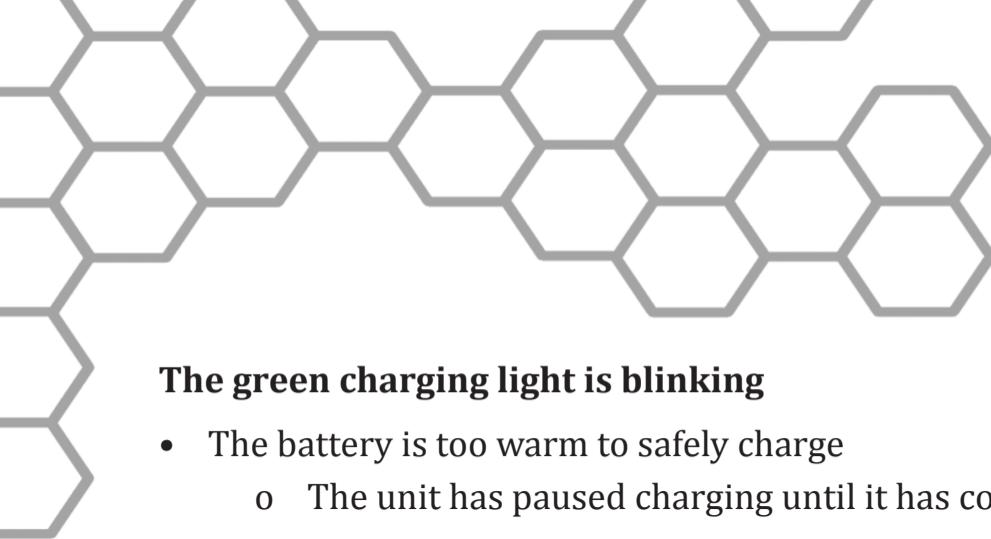 The green charging light is blinking
• The battery is too warm to safely charge
o The unit has paused charging until it has